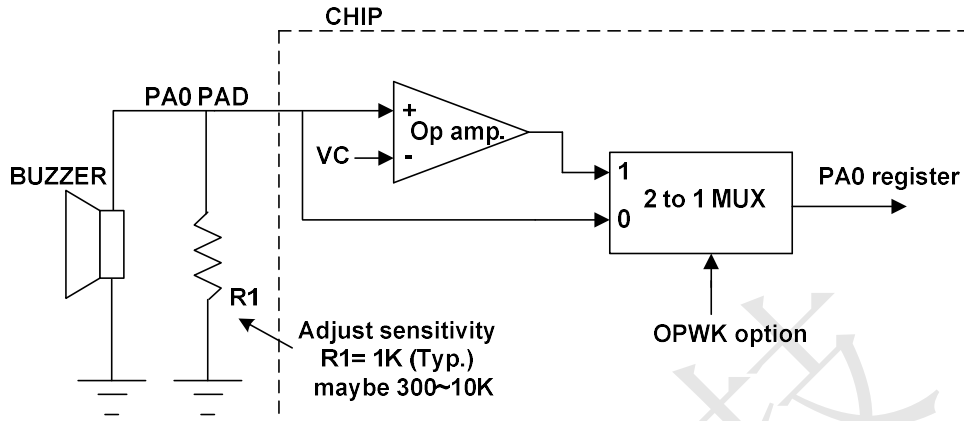 CHIP
PA0 PAD
+
Op amp.
VC
-
BUZZER
1
2 to 1 MUX
0
PA0 register
R1
Adjust sensitivity
R1= 1K (Typ.)
maybe 300~10K
OPWK option